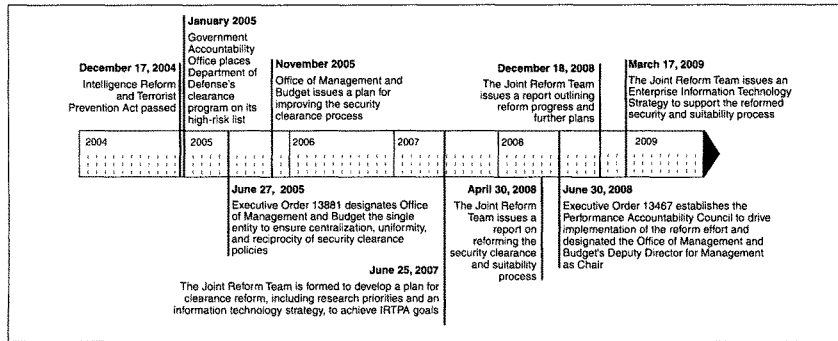 January 2005
Government
Accountability
Office places
Department of
Defense's
clearance
program on its
high-risk list
December 17, 2004
Intelligence Reform
and Terrorist
Prevention Act passed
November 2005
Office of Management and
Budget issues a plan for
improving the security
clearance process
December 18, 2008
The Joint Reform Team
issues a report outlining
reform progress and
further plans
March 17, 2009
The Joint Reform Team issues an
Enterprise Information Technology
Strategy to support the reformed
security and suitability process
2004
2005
2006
2007
2008
2009
June 27, 2005
Executive Order 13881 designates Office
of Management and Budget the single
entity to ensure centralization, uniformity,
and reciprocity of security clearance
policies
June 25, 2007
The Joint Reform Team is formed to develop a plan for
clearance reform, including research priorities and an
information technology strategy, to achieve IRTPA goals
April 30, 2008
The Joint Reform
Team issues a
report on
reforming the
security clearance
and suitability
process
June 30, 2008
Executive Order 13467 establishes the
Performance Accountability Council to drive
implementation of the reform effort and
designated the Office of Management and
Budget's Deputy Director for Management
as Chair